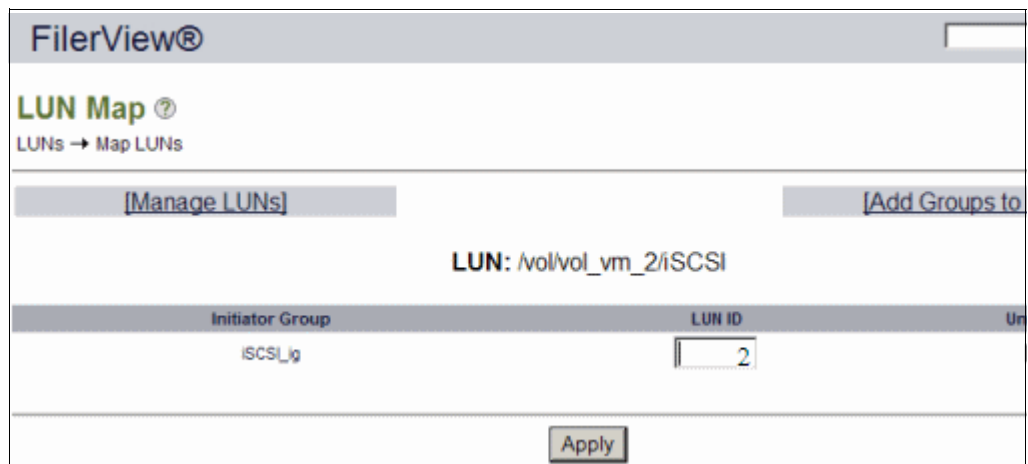 FilerView®
LUN Map ?
LUNs → Map LUNs
[Manage LUNs]
[Add Groups to
LUN: /vol/vol_vm_2/iSCSI
Initiator Group LUN ID Un
iSCSI_ig 2
Apply